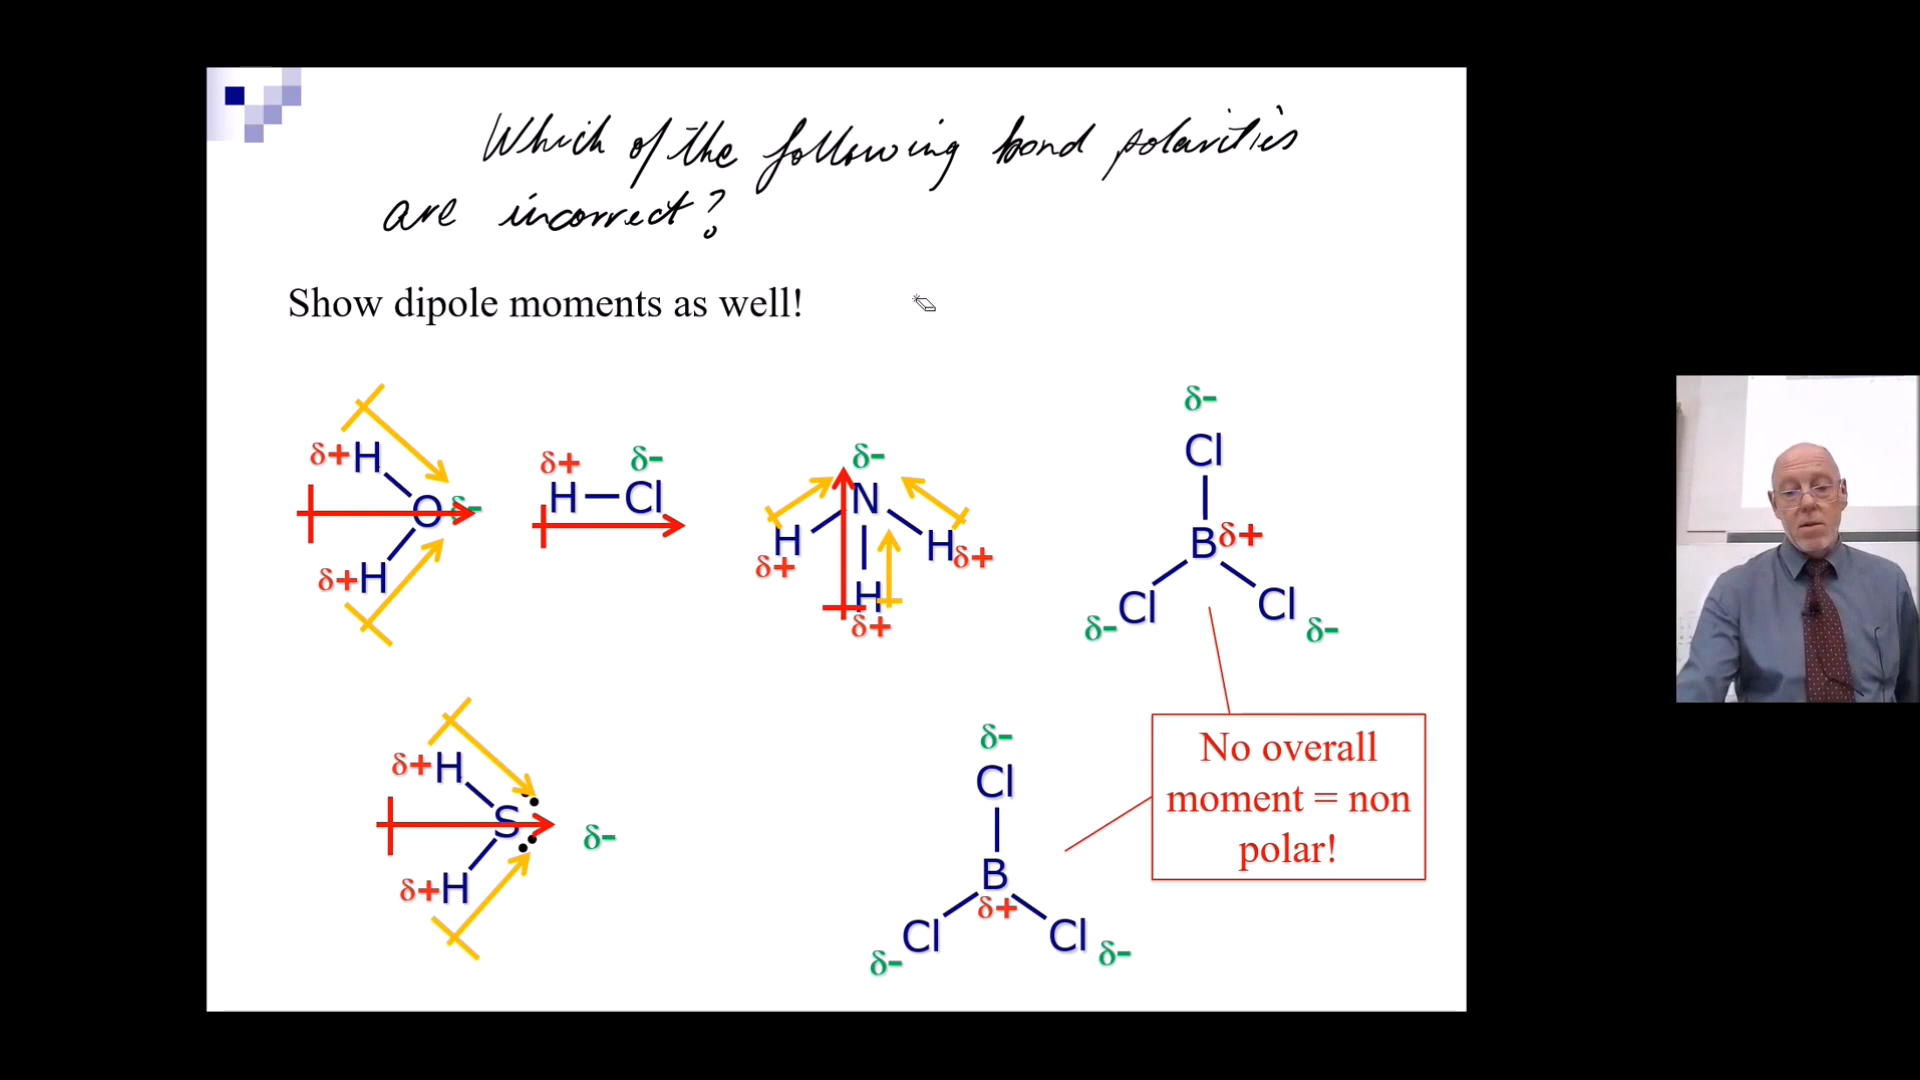 Which of the following bond polarities
are incorrect?
Show dipole moments as well!
δ-
Cl
δ+H
O δ-
δ+H
δ+ δ-
H Cl
δ-
N
H H
δ+ δ+
H
δ+
Bδ+
Cl Cl
δ- δ-
δ+H
S
δ-
δ+H
δ-
Cl
B
δ+
Cl Cl
δ- δ-
No overall
moment = non
polar!